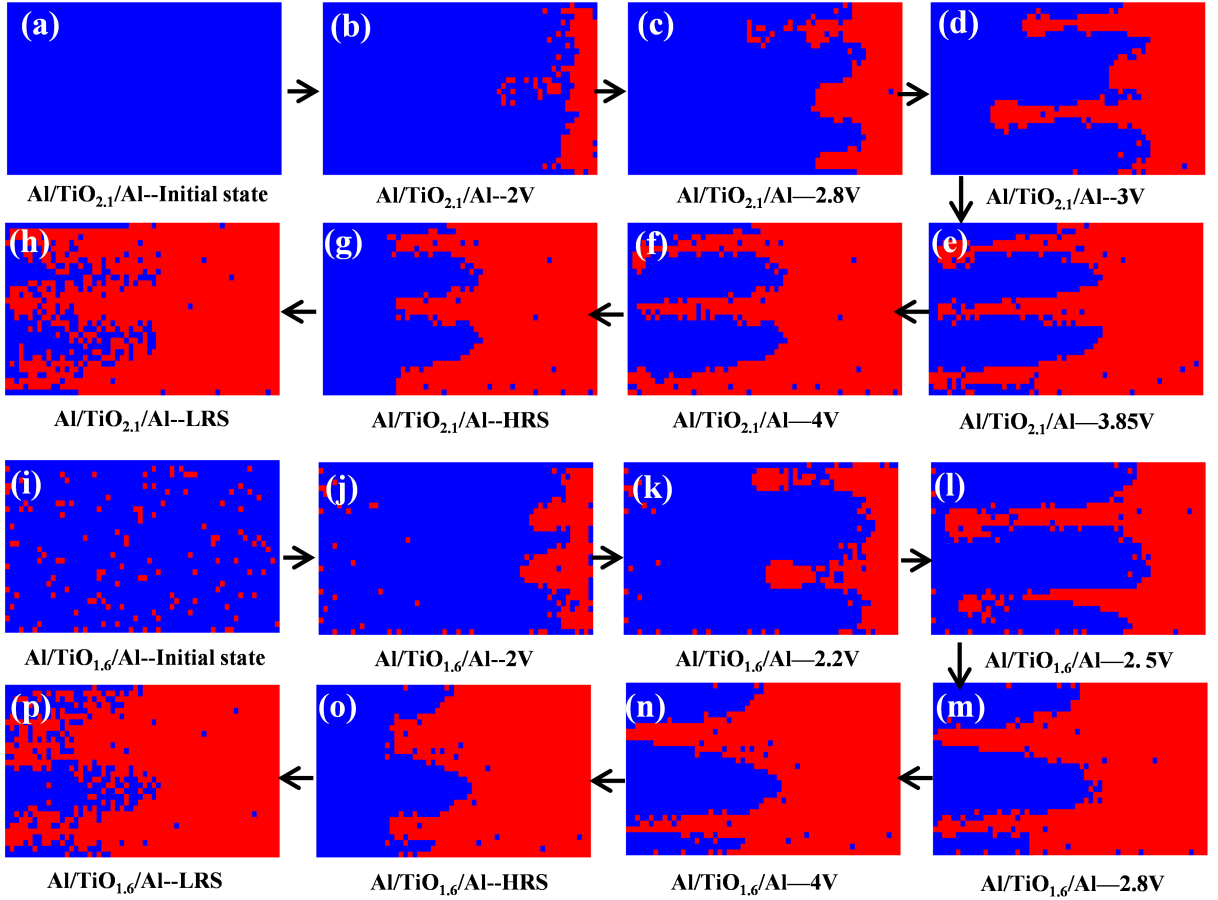 (a) (b) (c) (d)
Al/TiO2.1/Al--Initial state Al/TiO2.1/Al--2V Al/TiO2.1/Al—2.8V Al/TiO2.1/Al--3V
(h) (g) (f) (e)
Al/TiO2.1/Al--LRS Al/TiO2.1/Al--HRS Al/TiO2.1/Al—4V Al/TiO2.1/Al—3.85V
(i) (j) (k) (l)
Al/TiO1.6/Al--Initial state Al/TiO1.6/Al--2V Al/TiO1.6/Al—2.2V Al/TiO1.6/Al—2. 5V
(p) (o) (n) (m)
Al/TiO1.6/Al--LRS Al/TiO1.6/Al--HRS Al/TiO1.6/Al—4V Al/TiO1.6/Al—2.8V